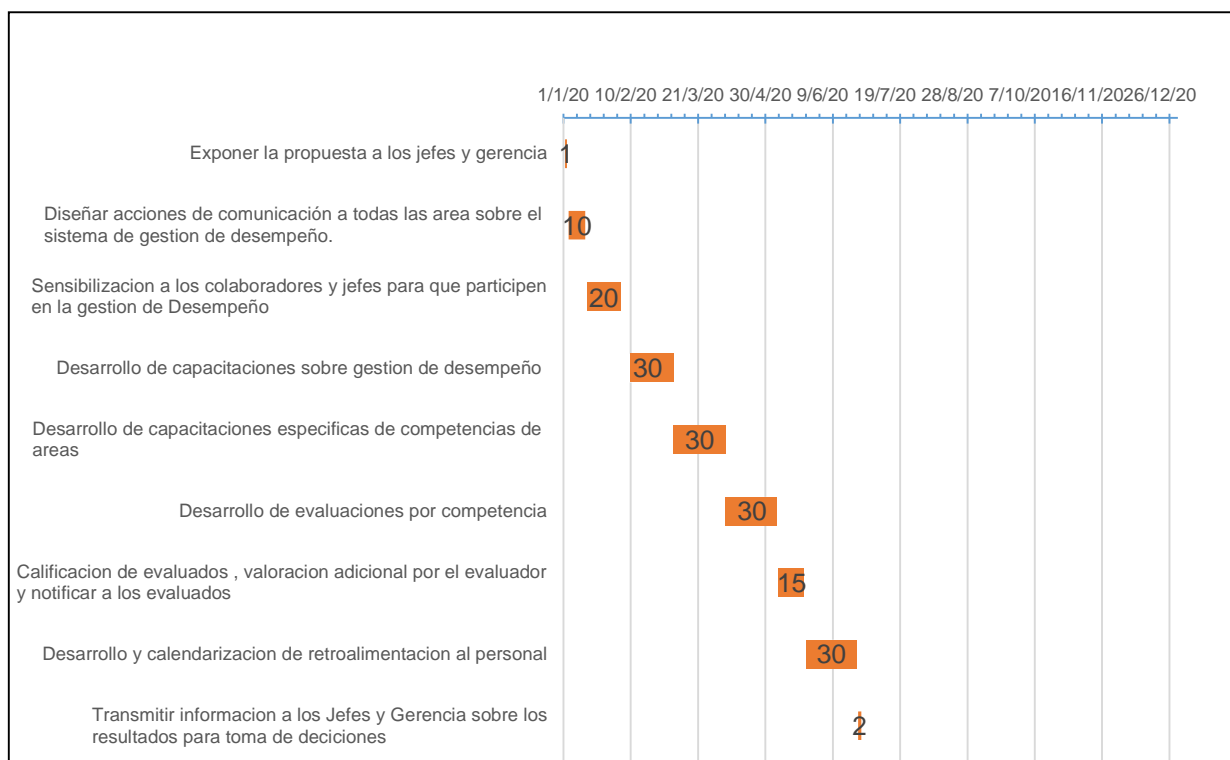 1/1/20 10/2/20 21/3/20 30/4/20 9/6/20 19/7/20 28/8/20 7/10/2016/11/2026/12/20
Exponer la propuesta a los jefes y gerencia
1
Diseñar acciones de comunicación a todas las area sobre el
sistema de gestion de desempeño.
10
Sensibilizacion a los colaboradores y jefes para que participen
en la gestion de Desempeño
20
Desarrollo de capacitaciones sobre gestion de desempeño
30
Desarrollo de capacitaciones especificas de competencias de
areas
30
Desarrollo de evaluaciones por competencia
30
Calificacion de evaluados , valoracion adicional por el evaluador
y notificar a los evaluados
15
Desarrollo y calendarizacion de retroalimentacion al personal
30
Transmitir informacion a los Jefes y Gerencia sobre los
resultados para toma de deciciones
2